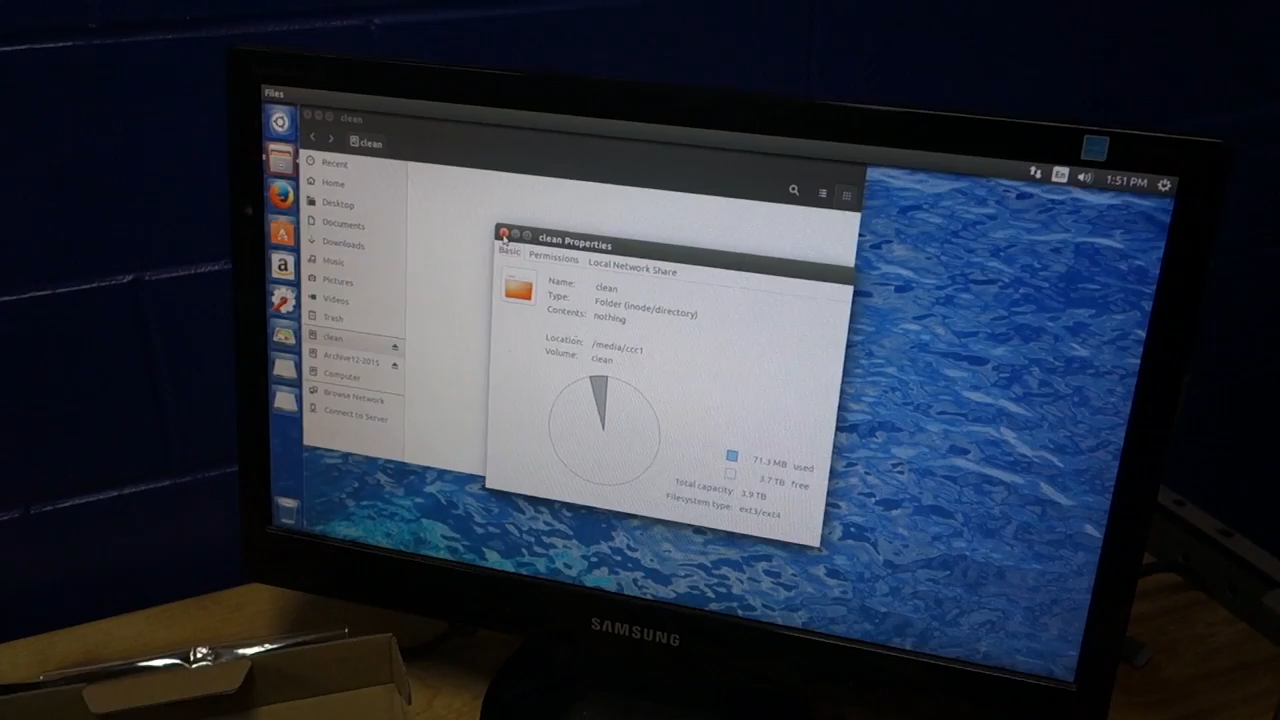 Files
clean
clean
En
1:51 PM
Recent
Home
Desktop
Documents
Downloads
Music
Pictures
Videos
Trash
clean
Archive12-2015
Computer
Browse Network
Connect to Server
clean Properties
Basic Permissions Local Network Share
Name: clean
Type: Folder (inode/directory)
Contents: nothing
Location: /media/ccc1
Volume: clean
71.3 MB used
3.7 TB free
Total capacity: 3.9 TB
Filesystem type: ext3/ext4
a
SAMSUNG